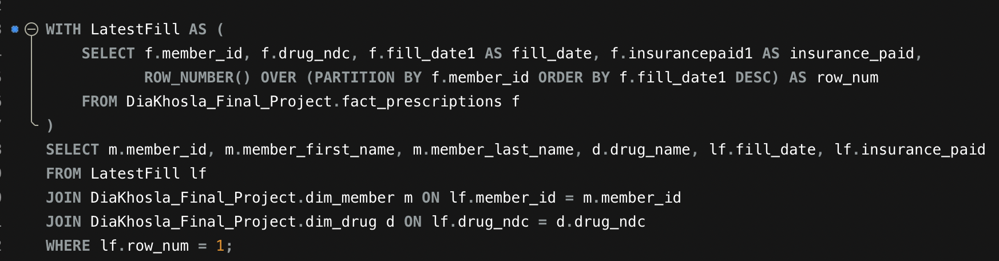 WITH LatestFill AS (
SELECT f.member_id, f.drug_ndc, f.fill_date1 AS fill_date, f.insurancepaid1 AS insurance_paid,
ROW_NUMBER() OVER (PARTITION BY f.member_id ORDER BY f.fill_date1 DESC) AS row_num
FROM DiaKhosla_Final_Project.fact_prescriptions f
)
SELECT m.member_id, m.member_first_name, m.member_last_name, d.drug_name, lf.fill_date, lf.insurance_paid
FROM LatestFill lf
JOIN DiaKhosla_Final_Project.dim_member m ON lf.member_id = m.member_id
JOIN DiaKhosla_Final_Project.dim_drug d ON lf.drug_ndc = d.drug_ndc
WHERE lf.row_num = 1;